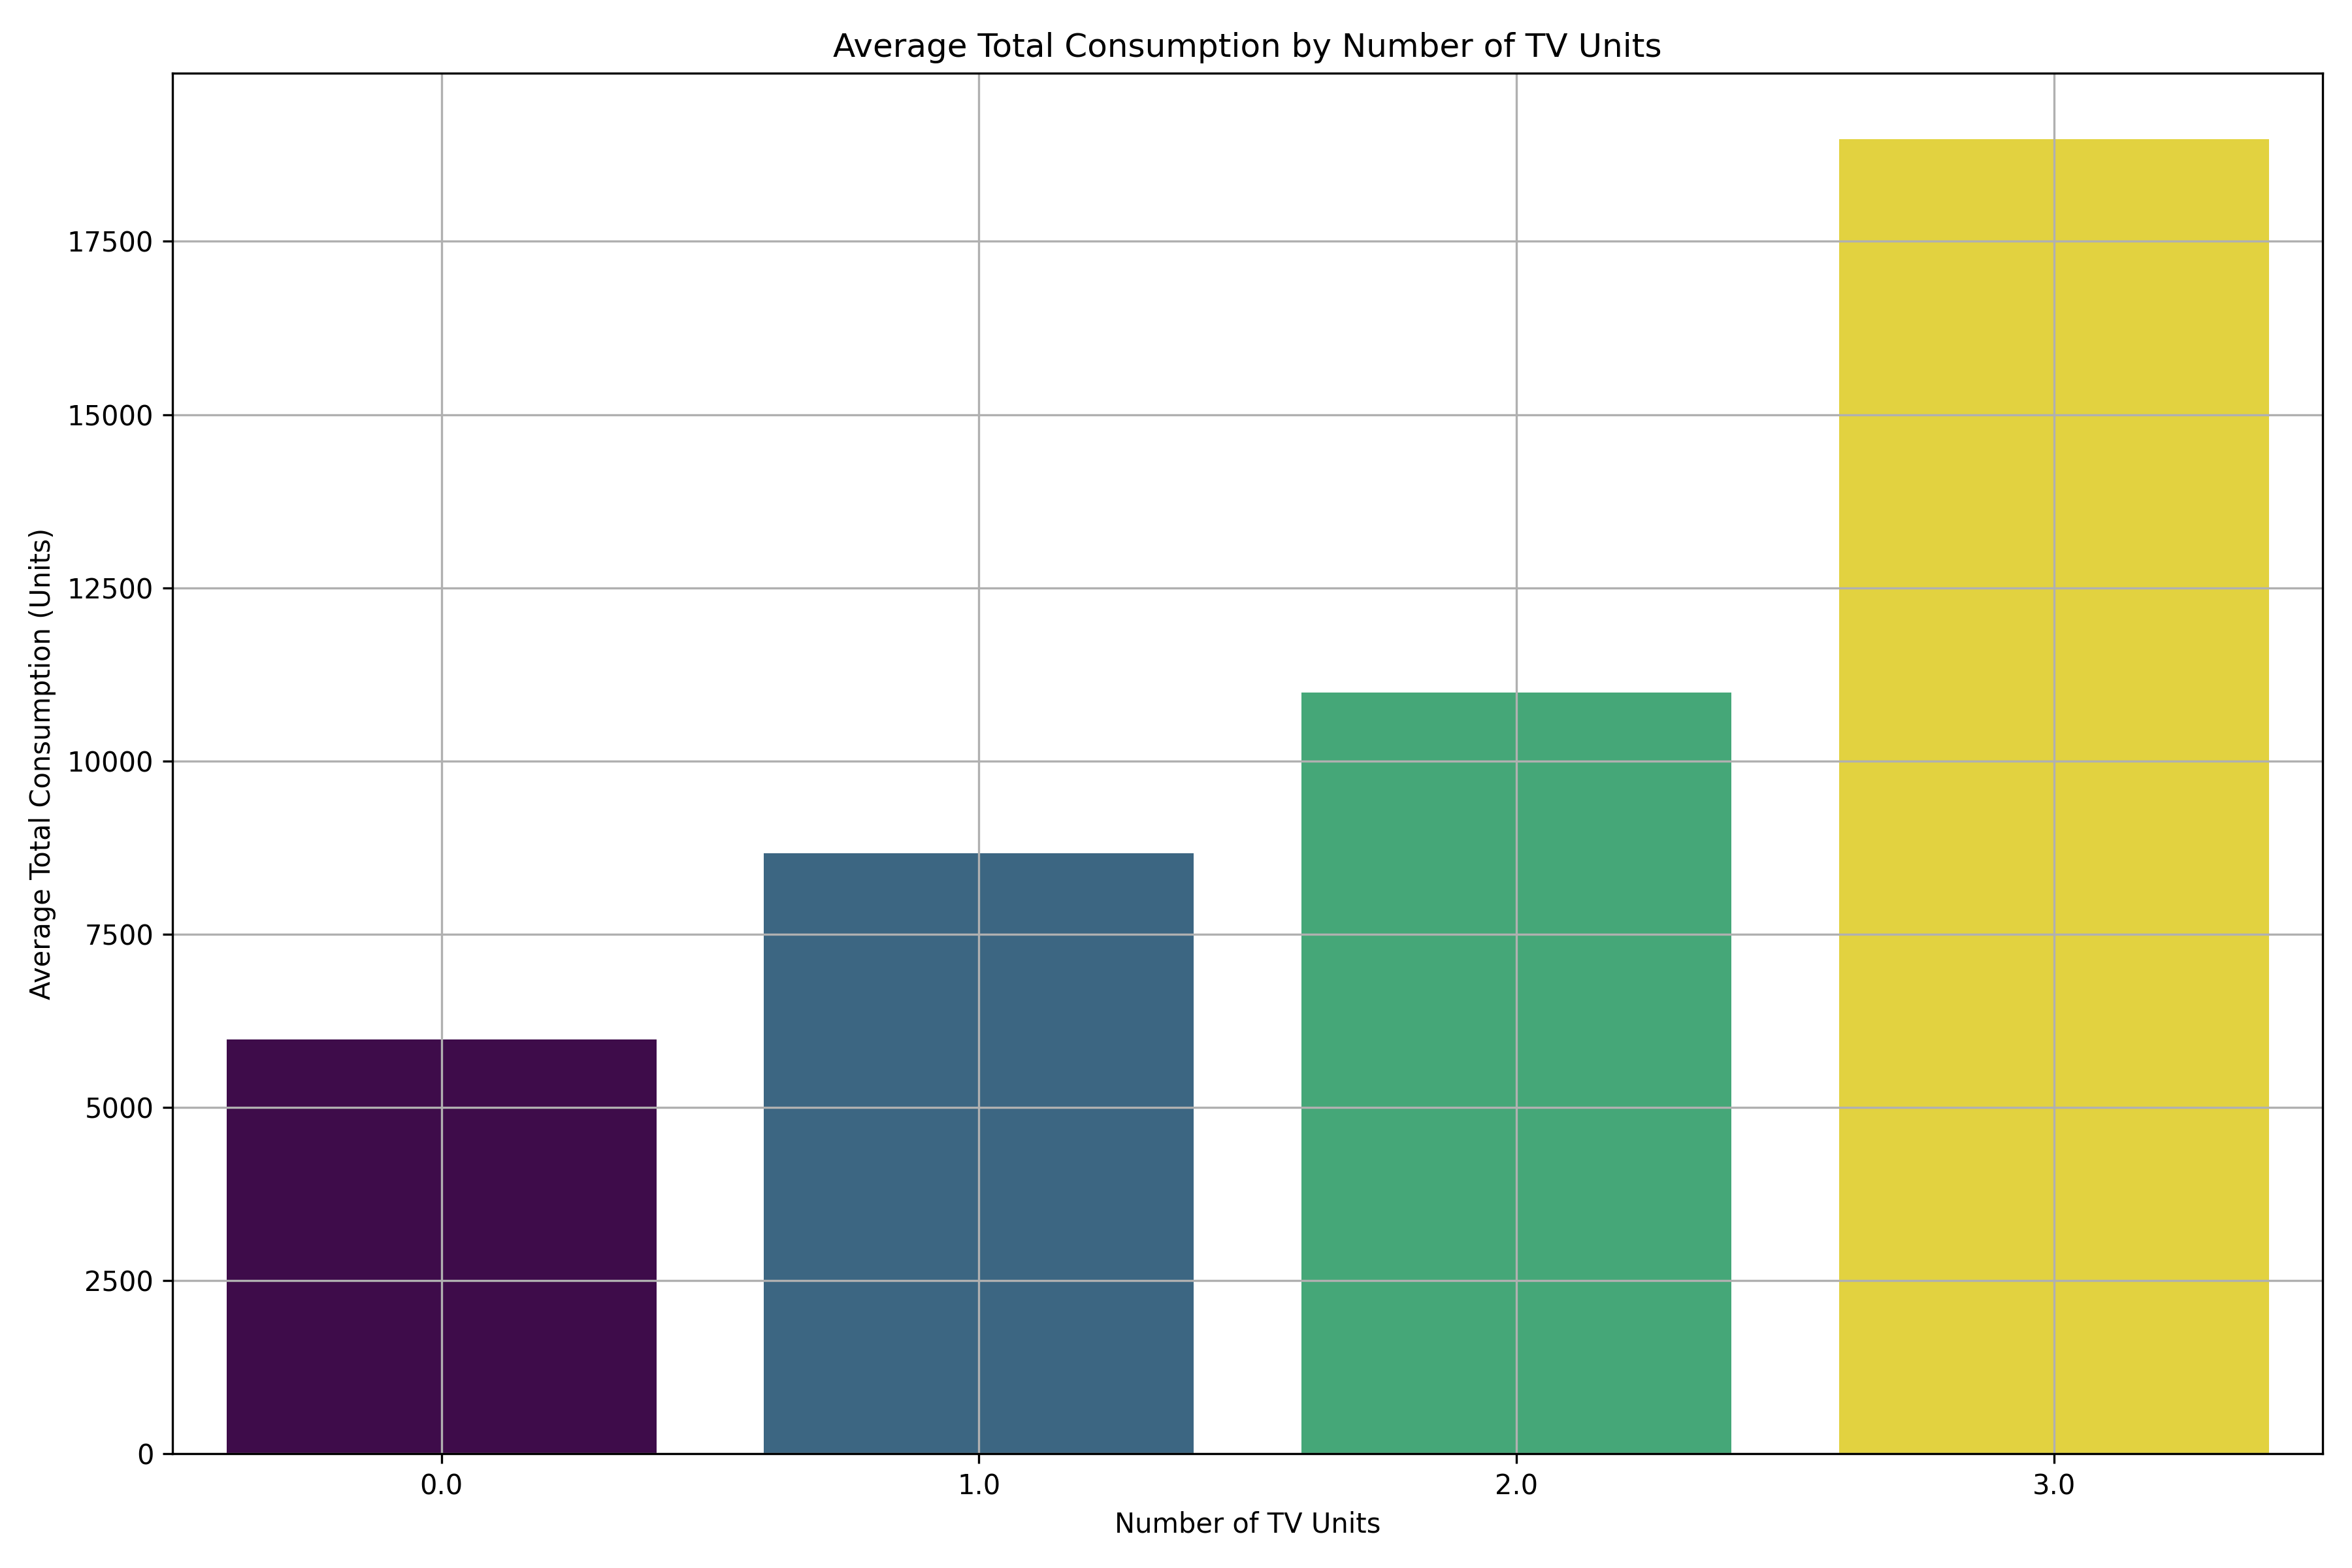 Average Total Consumption by Number of TV Units
Average Total Consumption (Units)
17500
15000
12500
10000
7500
5000
2500
0
0.0 1.0 2.0 3.0
Number of TV Units